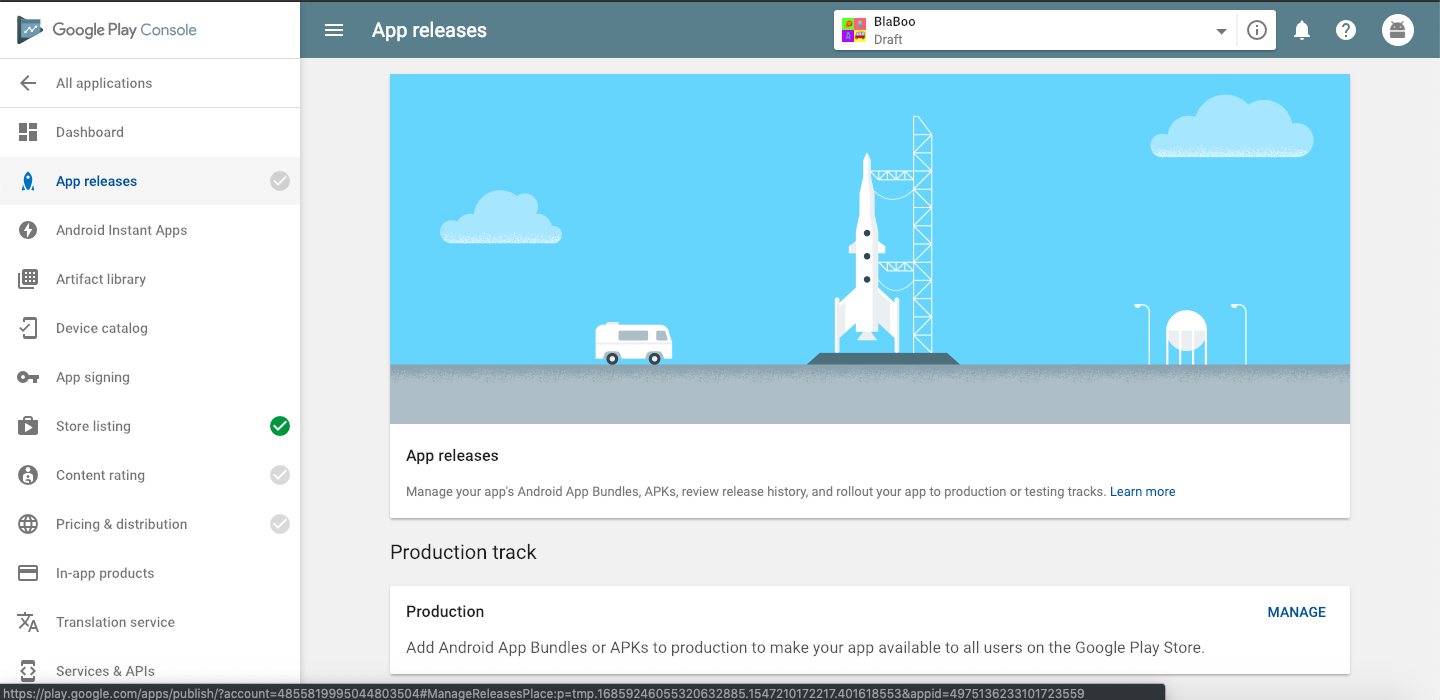 Google Play Console
App releases
BlaBoo
Draft
All applications
Dashboard
App releases
Android Instant Apps
Artifact library
Device catalog
App signing
Store listing
Content rating
Pricing & distribution
In-app products
Translation service
Services & APIs
App releases
Manage your app's Android App Bundles, APKs, review release history, and rollout your app to production or testing tracks. Learn more
Production track
Production
MANAGE
Add Android App Bundles or APKs to production to make your app available to all users on the Google Play Store.
https://play.google.com/apps/publish/?account=4855819995044803504#ManageReleasesPlace:p=tmp.16859246055320632885.1547210172217.401618553&appid=4975136233101723559